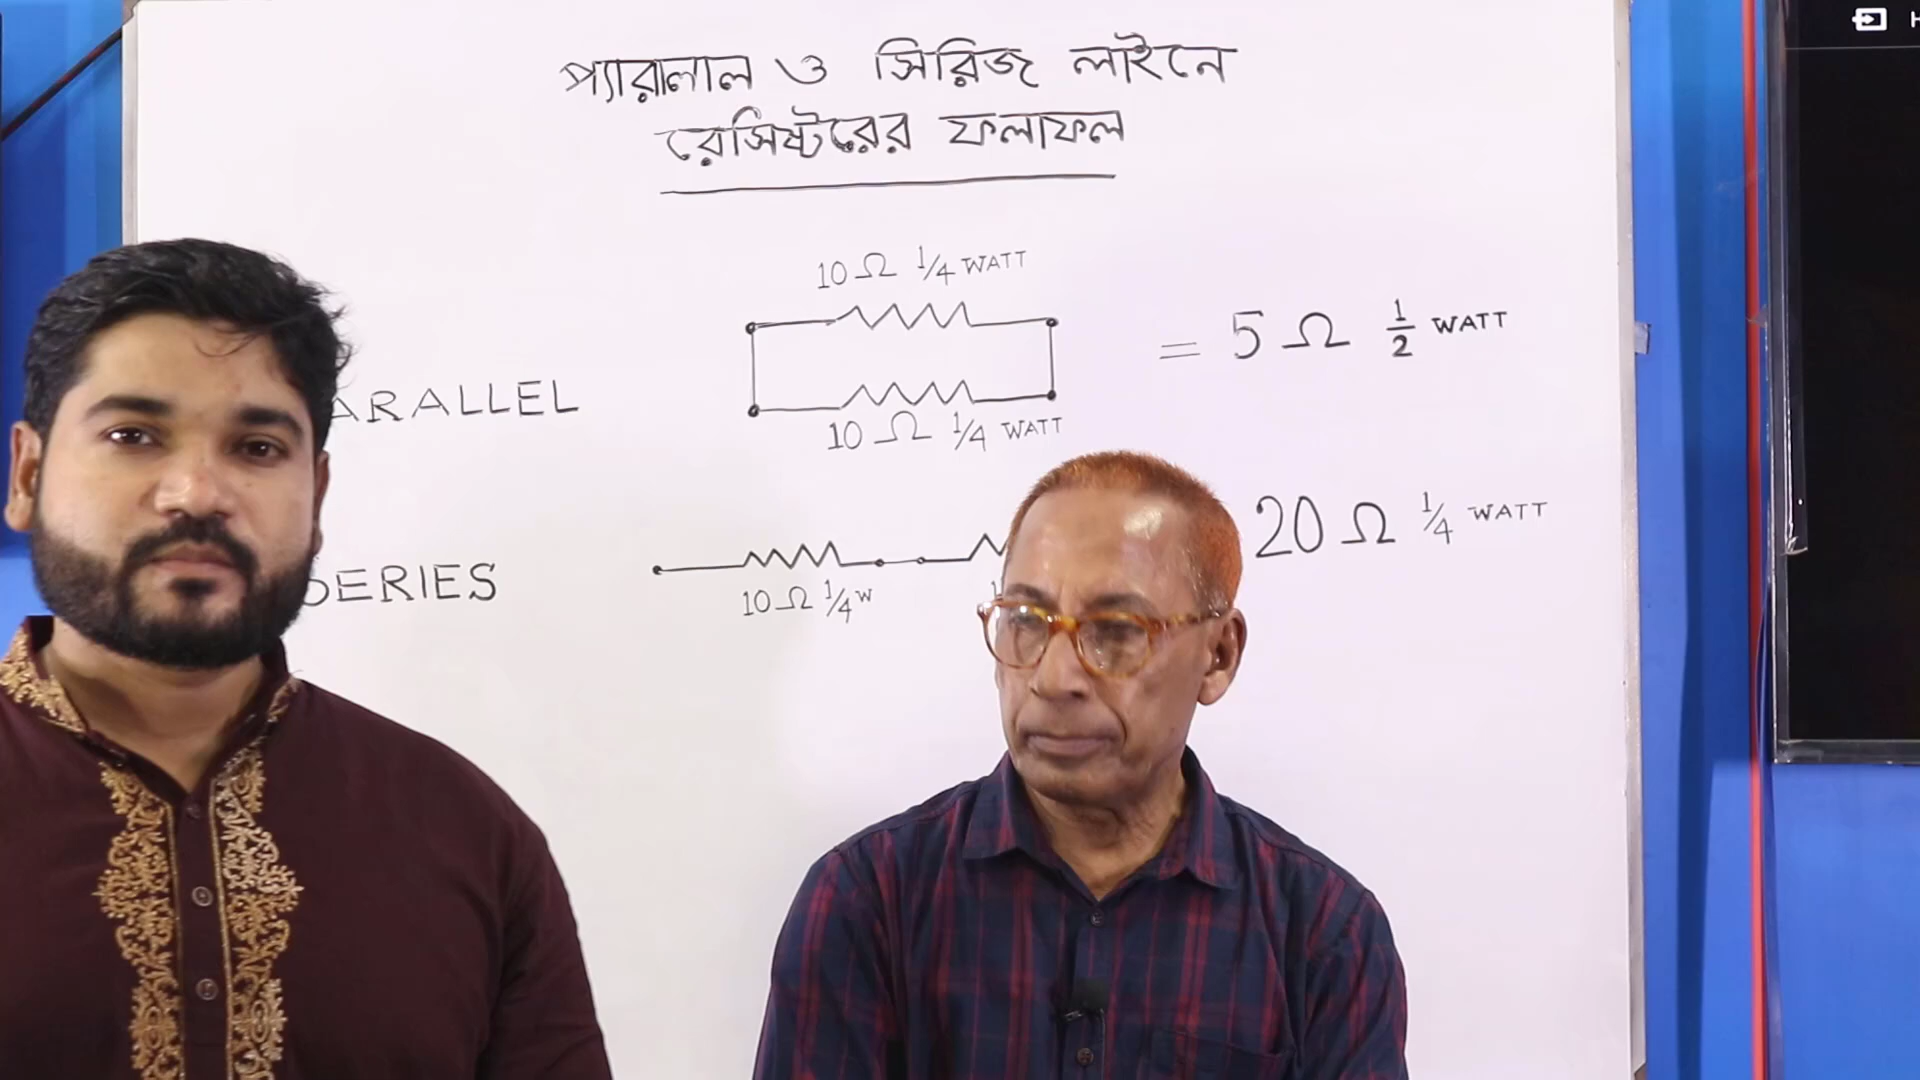 প্যারালাল ও সিরিজ লাইনে
রেসিষ্টরের ফলাফল
10 Ω 1/4 WATT
= 5 Ω 1/2 WATT
ARALLEL
10 Ω 1/4 WATT
20 Ω 1/4 WATT
SERIES
10 Ω 1/4 W